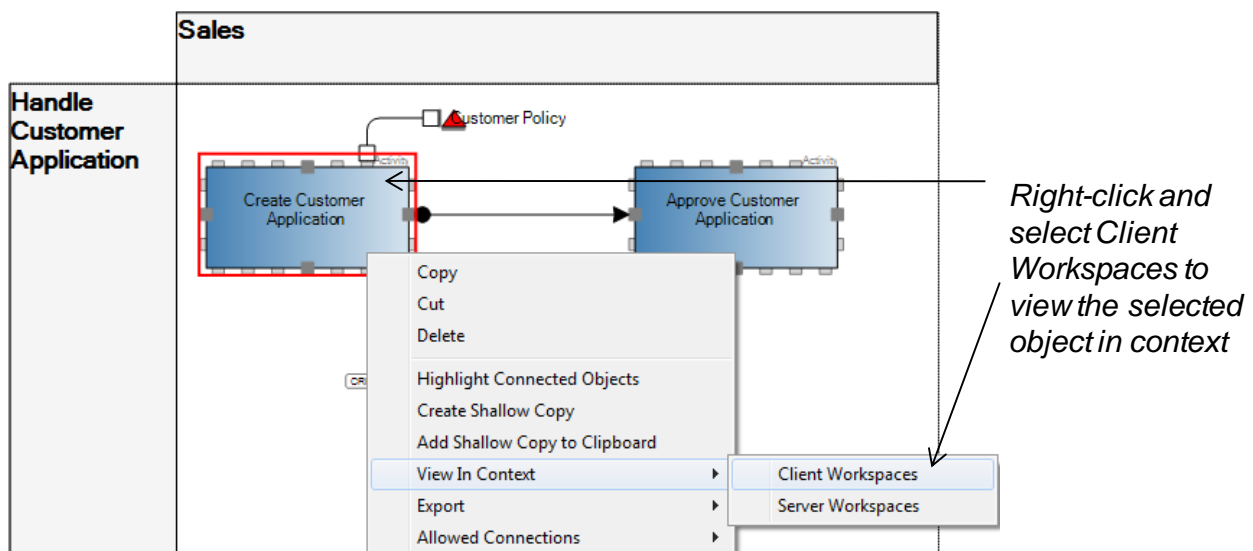 Sales
Handle
Customer
Application
Customer Policy
Activity
Activity
Create Customer
Application
Approve Customer
Application
Right-click and
select Client
Workspaces to
view the selected
object in context
Copy
Cut
Delete
Highlight Connected Objects
Create Shallow Copy
Add Shallow Copy to Clipboard
View In Context
Client Workspaces
Export
Server Workspaces
Allowed Connections